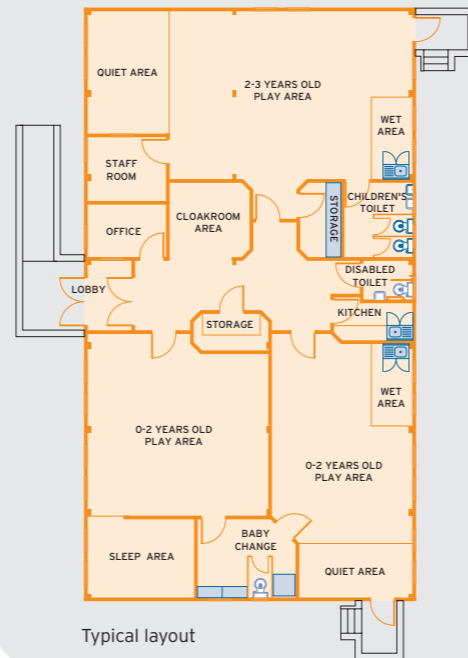 QUIET AREA
2-3 YEARS OLD
PLAY AREA
WET
AREA
STAFF
ROOM
CHILDREN'S
TOILET
STORAGE
CLOAKROOM
AREA
OFFICE
DISABLED
TOILET
LOBBY
KITCHEN
STORAGE
WET
AREA
0-2 YEARS OLD
PLAY AREA
0-2 YEARS OLD
PLAY AREA
BABY
CHANGE
SLEEP AREA
QUIET AREA
Typical layout